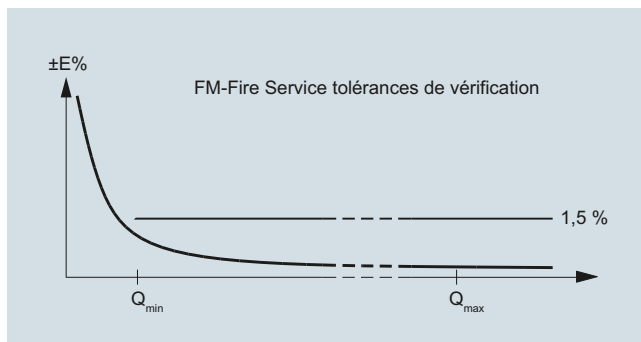 ±E%
FM-Fire Service tolérances de vérification
1,5 %
Qmin
Qmax